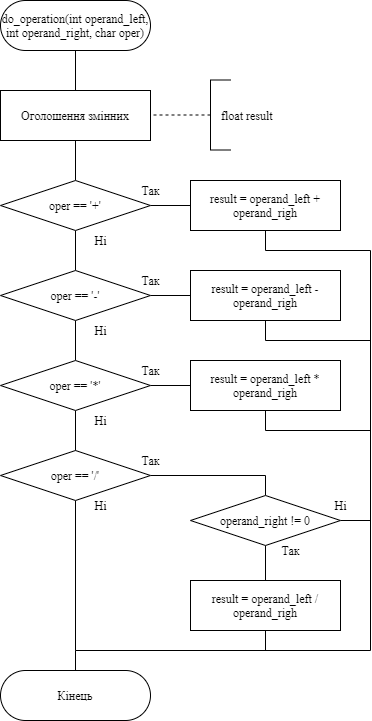 do_operation(int operand_left,
int operand_right, char oper)
Оголошення змінних
float result
oper == '+'
Так
result = operand_left +
operand_righ
Ні
oper == '-'
Так
result = operand_left -
operand_righ
Ні
oper == '*'
Так
result = operand_left *
operand_righ
Ні
oper == '/'
Так
Ні
operand_right != 0
Ні
Так
result = operand_left /
operand_righ
Кінець